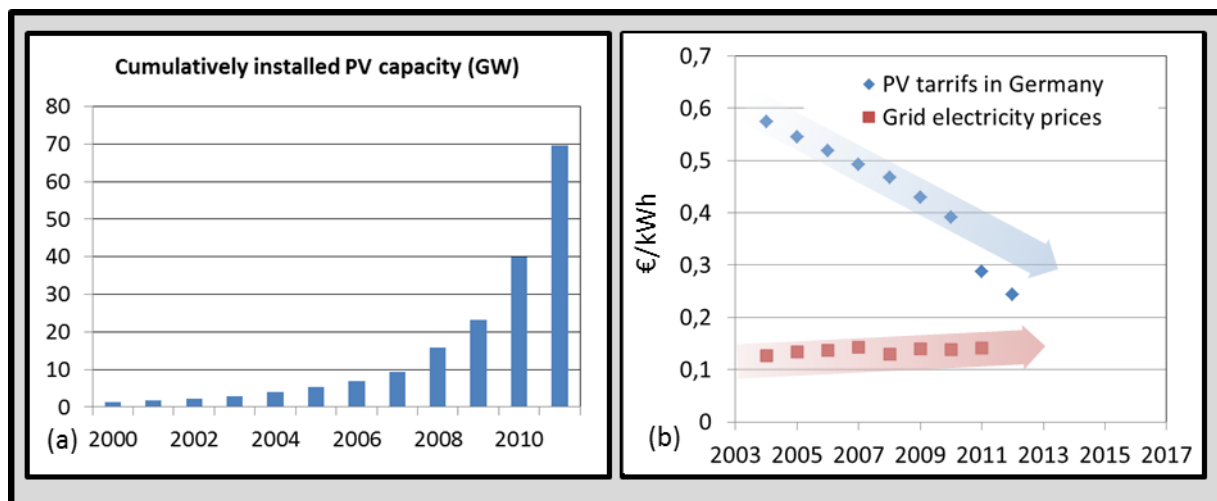 Cumulatively installed PV capacity (GW)
80
70
60
50
40
30
20
10
0
2000 2002 2004 2006 2008 2010
(a)
0,7
0,6
0,5
0,4
0,3
0,2
0,1
0
€/kWh
PV tarrifs in Germany
Grid electricity prices
2003 2005 2007 2009 2011 2013 2015 2017
(b)